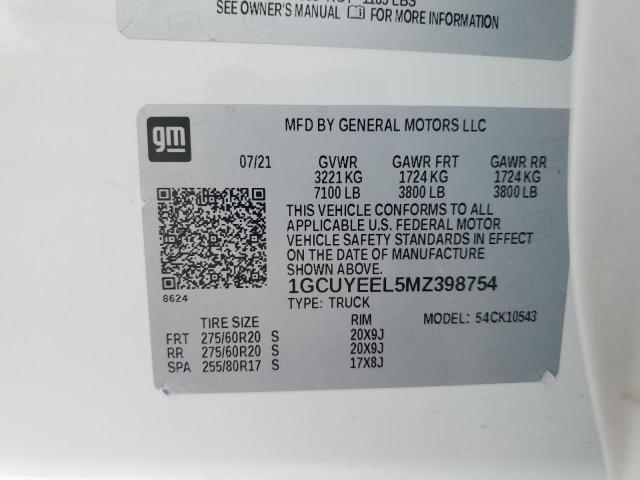 LBS
SEE OWNER'S MANUAL FOR MORE INFORMATION
gm
MFD BY GENERAL MOTORS LLC
07/21 GVWR GAWR FRT GAWR RR
3221 KG 1724 KG 1724 KG
7100 LB 3800 LB 3800 LB
THIS VEHICLE CONFORMS TO ALL
APPLICABLE U.S. FEDERAL MOTOR
VEHICLE SAFETY STANDARDS IN EFFECT
ON THE DATE OF MANUFACTURE
SHOWN ABOVE.
1GCUYEEL5MZ398754
8624
TYPE: TRUCK
TIRE SIZE RIM MODEL: 54CK10543
FRT 275/60R20 S 20X9J
RR 275/60R20 S 20X9J
SPA 255/80R17 S 17X8J